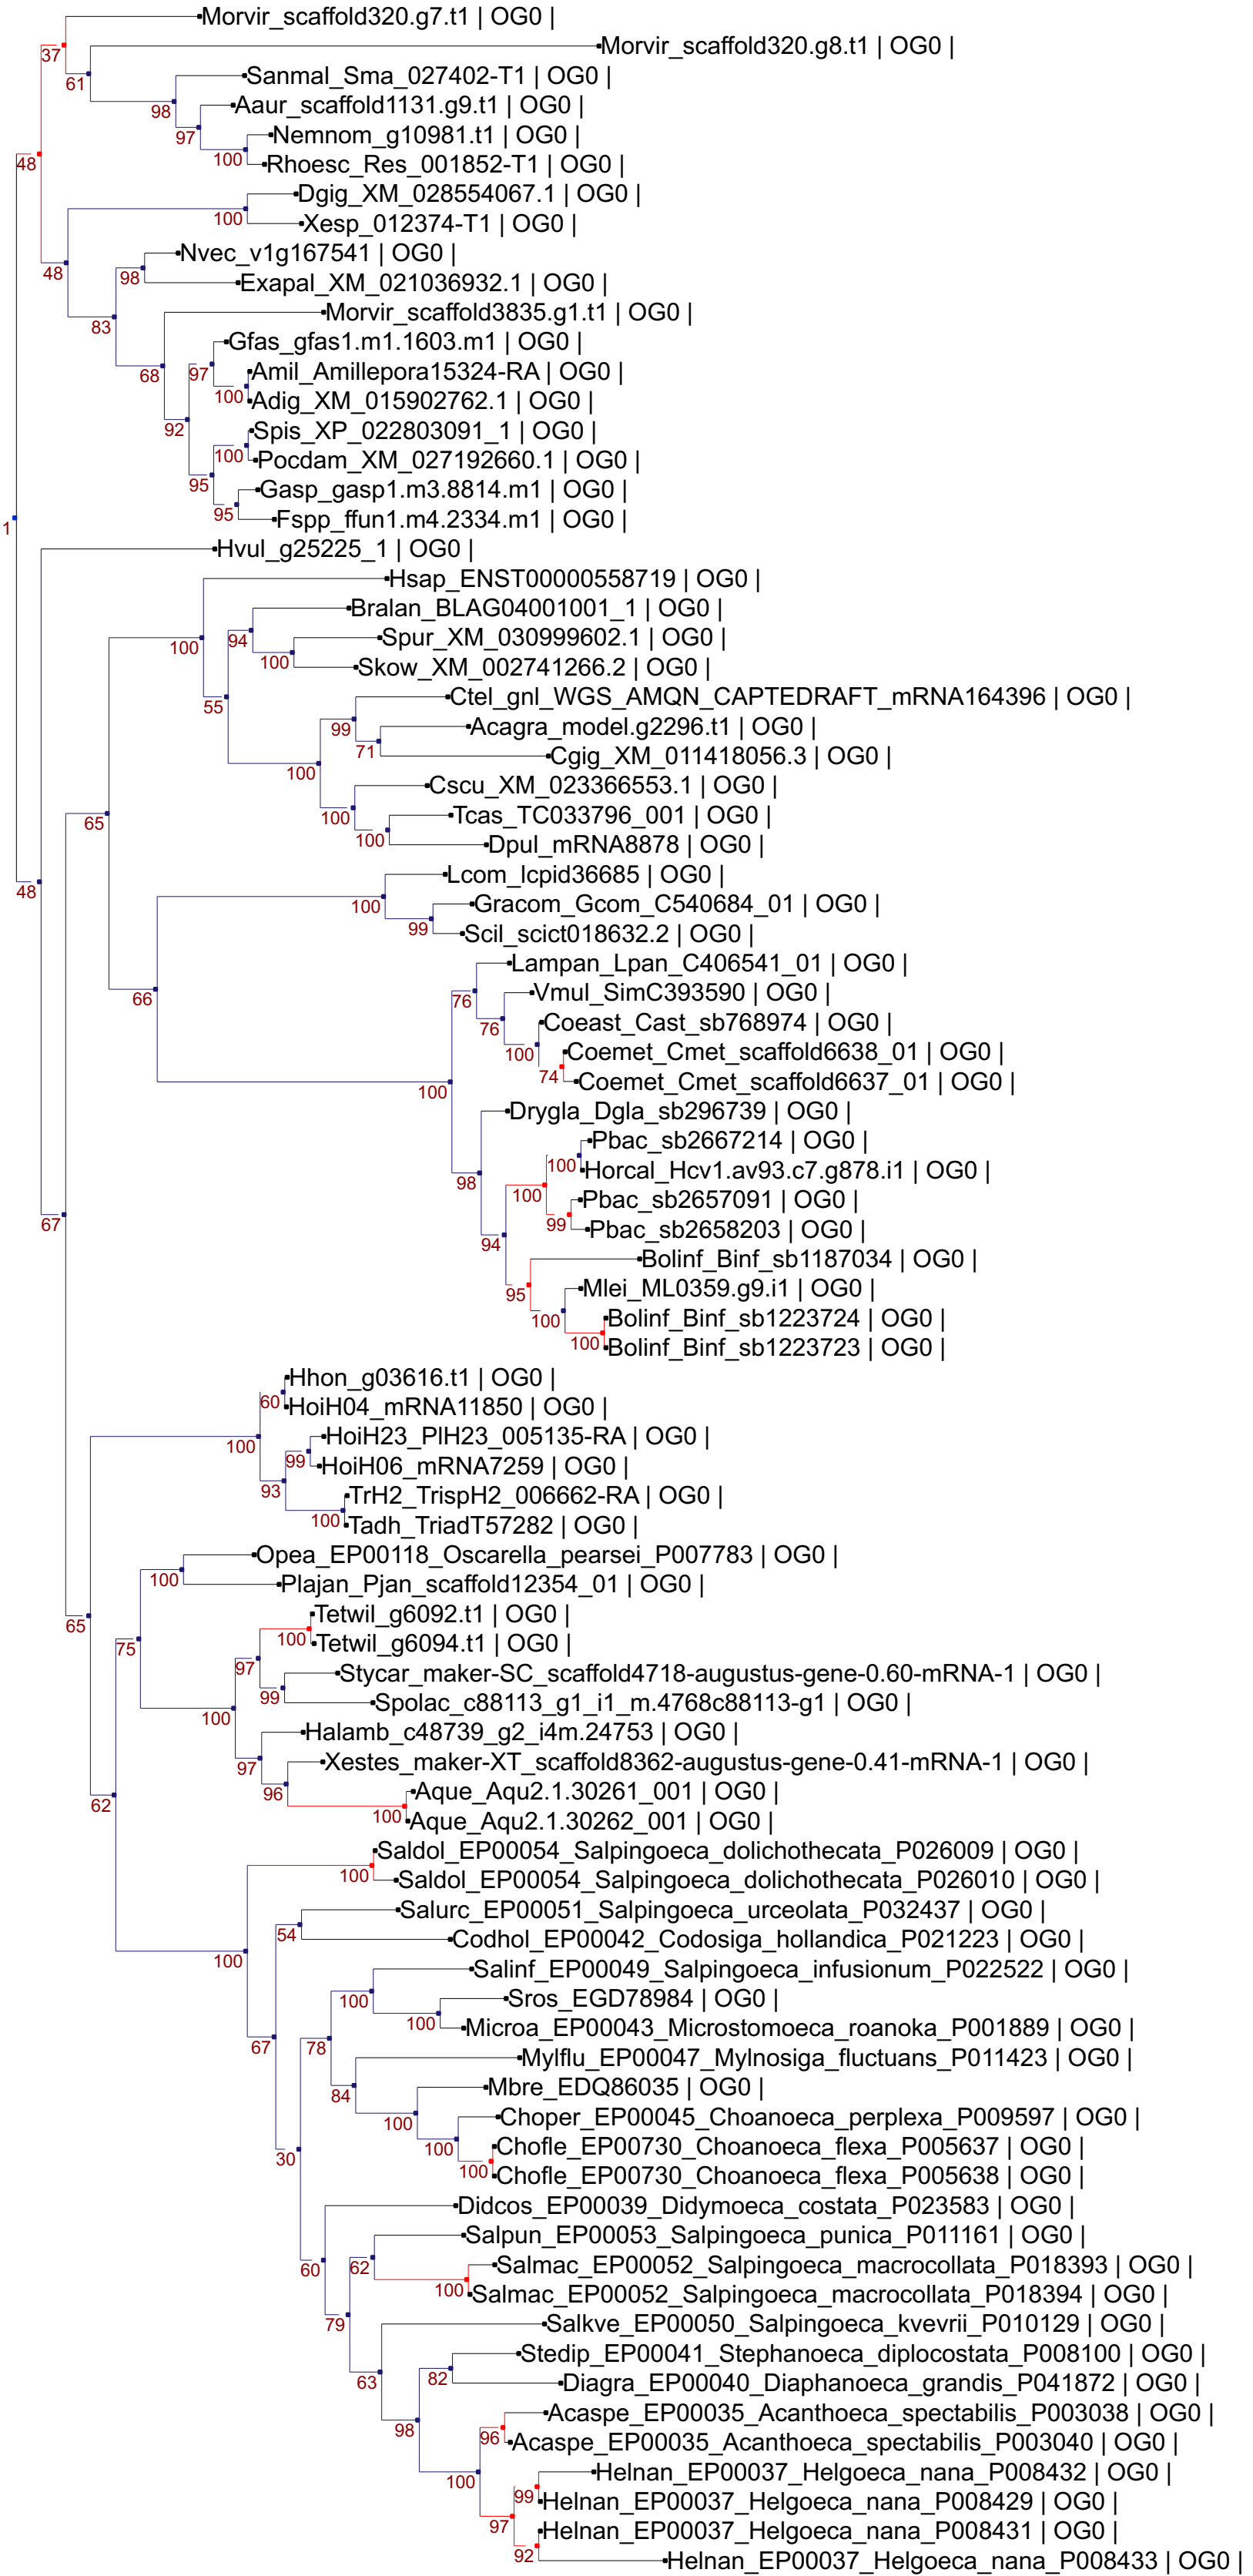 Morvir_scaffold320.g7.t1 | OG0 |
37
Morvir_scaffold320.g8.t1 | OG0 |
61
Sanmal_Sma_027402-T1 | OG0 |
98
Aaur_scaffold1131.g9.t1 | OG0 |
97
Nemnom_g10981.t1 | OG0 |
100
Rhoesc_Res_001852-T1 | OG0 |
48
Dgig_XM_028554067.1 | OG0 |
100
Xesp_012374-T1 | OG0 |
48
Nvec_v1g167541 | OG0 |
98
Exapal_XM_021036932.1 | OG0 |
83
Morvir_scaffold3835.g1.t1 | OG0 |
68
Gfas_gfas1.m1.1603.m1 | OG0 |
97
Amil_Amillepora15324-RA | OG0 |
100
Adig_XM_015902762.1 | OG0 |
92
Spis_XP_022803091_1 | OG0 |
100
Pocdam_XM_027192660.1 | OG0 |
95
Gasp_gasp1.m3.8814.m1 | OG0 |
95
Fspp_ffun1.m4.2334.m1 | OG0 |
1
Hvul_g25225_1 | OG0 |
Hsap_ENST00000558719 | OG0 |
Bralan_BLAG04001001_1 | OG0 |
100
94
Spur_XM_030999602.1 | OG0 |
100
Skow_XM_002741266.2 | OG0 |
55
Ctel_gnl_WGS_AMQN_CAPTEDRAFT_mRNA164396 | OG0 |
99
Acagra_model.g2296.t1 | OG0 |
71
Cgig_XM_011418056.3 | OG0 |
100
Cscu_XM_023366553.1 | OG0 |
100
Tcas_TC033796_001 | OG0 |
65
100
Dpul_mRNA8878 | OG0 |
48
Lcom_lcpid36685 | OG0 |
100
Gracom_Gcom_C540684_01 | OG0 |
99
Scil_scict018632.2 | OG0 |
66
Lampan_Lpan_C406541_01 | OG0 |
76
Vmul_SimC393590 | OG0 |
76
Coeast_Cast_sb768974 | OG0 |
100
Coemet_Cmet_scaffold6638_01 | OG0 |
74
Coemet_Cmet_scaffold6637_01 | OG0 |
100
Drygla_Dgla_sb296739 | OG0 |
Pbac_sb2667214 | OG0 |
100
Horcal_Hcv1.av93.c7.g878.i1 | OG0 |
98
100
Pbac_sb2657091 | OG0 |
67
99
Pbac_sb2658203 | OG0 |
94
Bolinf_Binf_sb1187034 | OG0 |
95
Mlei_ML0359.g9.i1 | OG0 |
100
Bolinf_Binf_sb1223724 | OG0 |
100
Bolinf_Binf_sb1223723 | OG0 |
Hhon_g03616.t1 | OG0 |
60
HoiH04_mRNA11850 | OG0 |
100
HoiH23_PlH23_005135-RA | OG0 |
99
HoiH06_mRNA7259 | OG0 |
93
TrH2_TrispH2_006662-RA | OG0 |
100
Tadh_TriadT57282 | OG0 |
Opea_EP00118_Oscarella_pearsei_P007783 | OG0 |
100
Plajan_Pjan_scaffold12354_01 | OG0 |
65
Tetwil_g6092.t1 | OG0 |
75
100
Tetwil_g6094.t1 | OG0 |
97
Stycar_maker-SC_scaffold4718-augustus-gene-0.60-mRNA-1 | OG0 |
99
Spolac_c88113_g1_i1_m.4768c88113-g1 | OG0 |
100
Halamb_c48739_g2_i4m.24753 | OG0 |
97
Xestes_maker-XT_scaffold8362-augustus-gene-0.41-mRNA-1 | OG0 |
96
Aque_Aqu2.1.30261_001 | OG0 |
62
100
Aque_Aqu2.1.30262_001 | OG0 |
Saldol_EP00054_Salpingoeca_dolichothecata_P026009 | OG0 |
100
Saldol_EP00054_Salpingoeca_dolichothecata_P026010 | OG0 |
Salurc_EP00051_Salpingoeca_urceolata_P032437 | OG0 |
54
Codhol_EP00042_Codosiga_hollandica_P021223 | OG0 |
100
Salinf_EP00049_Salpingoeca_infusionum_P022522 | OG0 |
100
Sros_EGD78984 | OG0 |
100
Microa_EP00043_Microstomoeca_roanoka_P001889 | OG0 |
67
78
Mylflu_EP00047_Mylnosiga_fluctuans_P011423 | OG0 |
84
Mbre_EDQ86035 | OG0 |
100
Choper_EP00045_Choanoeca_perplexa_P009597 | OG0 |
100
Chofle_EP00730_Choanoeca_flexa_P005637 | OG0 |
30
100
Chofle_EP00730_Choanoeca_flexa_P005638 | OG0 |
Didcos_EP00039_Didymoeca_costata_P023583 | OG0 |
Salpun_EP00053_Salpingoeca_punica_P011161 | OG0 |
60
62
Salmac_EP00052_Salpingoeca_macrocollata_P018393 | OG0 |
100
Salmac_EP00052_Salpingoeca_macrocollata_P018394 | OG0 |
79
Salkve_EP00050_Salpingoeca_kvevrii_P010129 | OG0 |
Stedip_EP00041_Stephanoeca_diplocostata_P008100 | OG0 |
63
82
Diagra_EP00040_Diaphanoeca_grandis_P041872 | OG0 |
98
Acaspe_EP00035_Acanthoeca_spectabilis_P003038 | OG0 |
96
Acaspe_EP00035_Acanthoeca_spectabilis_P003040 | OG0 |
100
Helnan_EP00037_Helgoeca_nana_P008432 | OG0 |
99
Helnan_EP00037_Helgoeca_nana_P008429 | OG0 |
97
Helnan_EP00037_Helgoeca_nana_P008431 | OG0 |
92
Helnan_EP00037_Helgoeca_nana_P008433 | OG0 |